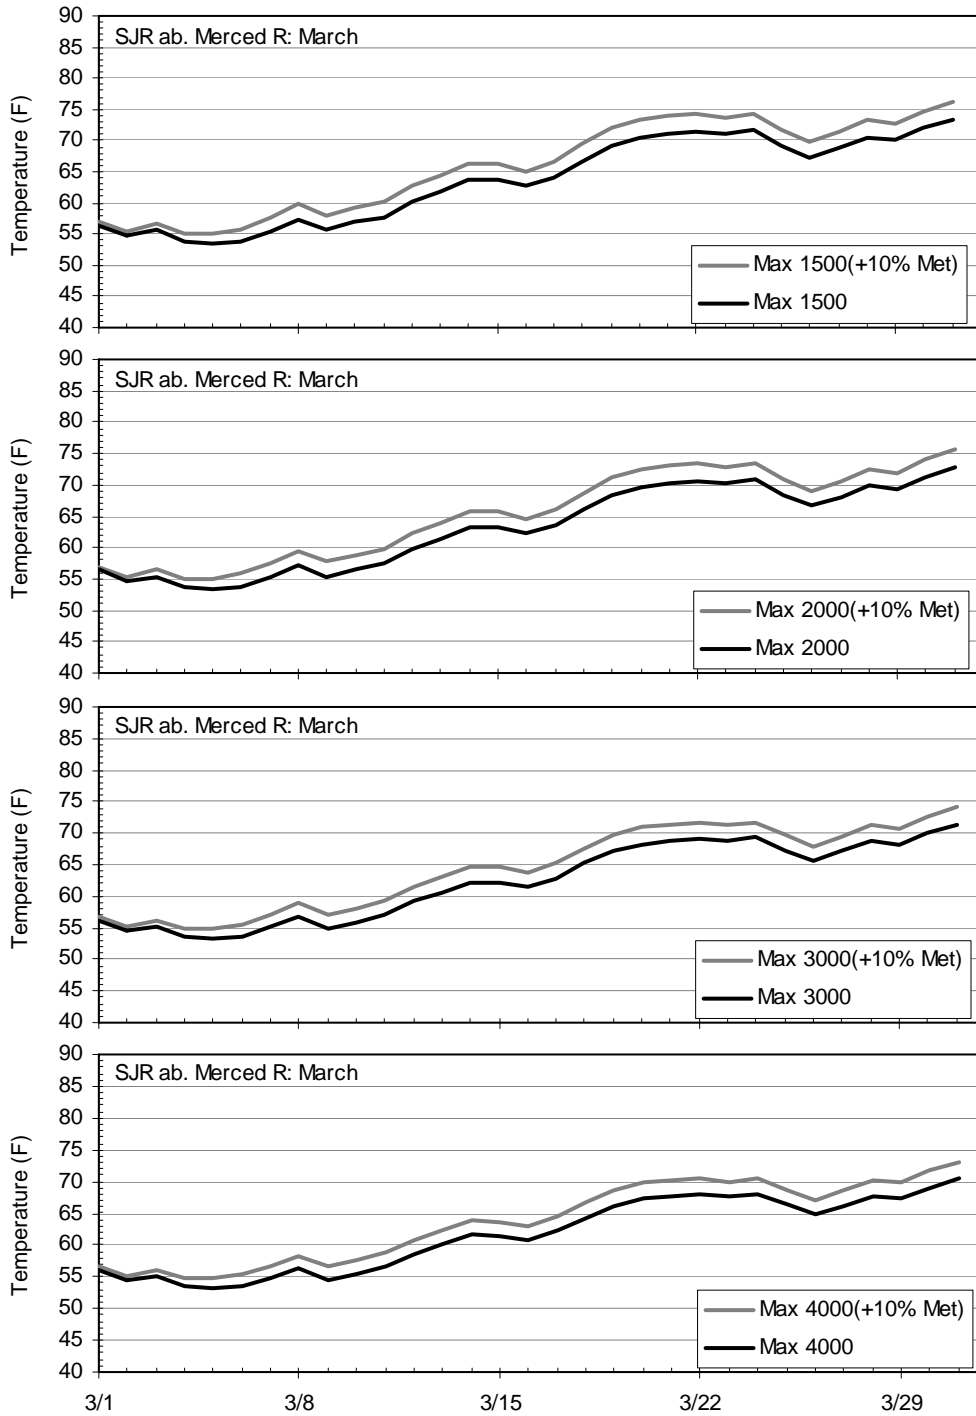 SJR ab. Merced R: March
Temperature (F)
90
85
80
75
70
65
60
55
50
45
40
Max 1500(+10% Met)
Max 1500
SJR ab. Merced R: March
Temperature (F)
90
85
80
75
70
65
60
55
50
45
40
Max 2000(+10% Met)
Max 2000
SJR ab. Merced R: March
Temperature (F)
90
85
80
75
70
65
60
55
50
45
40
Max 3000(+10% Met)
Max 3000
SJR ab. Merced R: March
Temperature (F)
90
85
80
75
70
65
60
55
50
45
40
Max 4000(+10% Met)
Max 4000
3/1 3/8 3/15 3/22 3/29